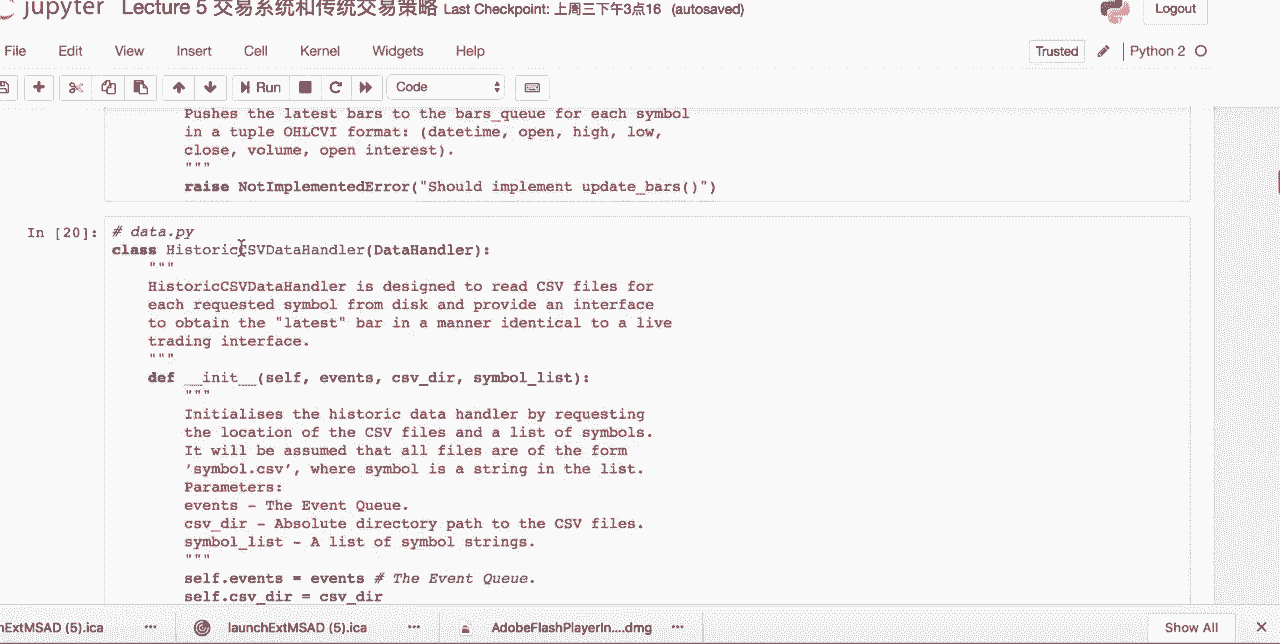 jupyter Lecture 5 交易系统和传统交易策略 Last Checkpoint: 上周三下午3点16 (autosaved)
Logout
File Edit View Insert Cell Kernel Widgets Help
Trusted Python 2
Run Code
Pushes the latest bars to the bars_queue for each symbol
in a tuple OHLCVI format: (datetime, open, high, low,
close, volume, open interest).
"""
raise NotImplementedError("Should implement update_bars()")
In [20]: # data.py
class HistoricCSVDataHandler(DataHandler):
"""
HistoricCSVDataHandler is designed to read CSV files for
each requested symbol from disk and provide an interface
to obtain the "latest" bar in a manner identical to a live
trading interface.
"""
def __init__(self, events, csv_dir, symbol_list):
"""
Initialises the historic data handler by requesting
the location of the CSV files and a list of symbols.
It will be assumed that all files are of the form
’symbol.csv’, where symbol is a string in the list.
Parameters:
events - The Event Queue.
csv_dir - Absolute directory path to the CSV files.
symbol_list - A list of symbol strings.
"""
self.events = events # The Event Queue.
self.csv_dir = csv_dir
hExtMSAD (5).ica ... launchExtMSAD (5).ica ... AdobeFlashPlayerIn....dmg ... Show All